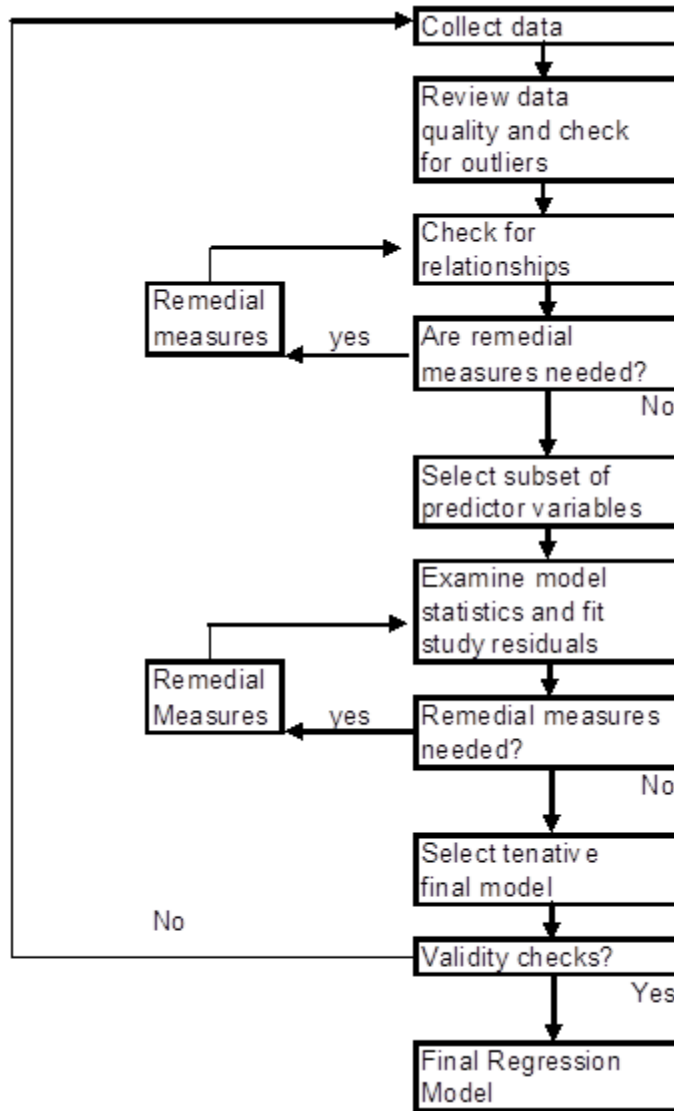 Collect data
Review data
quality and check
for outliers
Check for
relationships
Remedial
measures
yes
Are remedial
measures needed?
No
Select subset of
predictor variables
Examine model
statistics and fit
study residuals
Remedial
Measures
yes
Remedial measures
needed?
No
Select tenative
final model
No
Validity checks?
Yes
Final Regression
Model